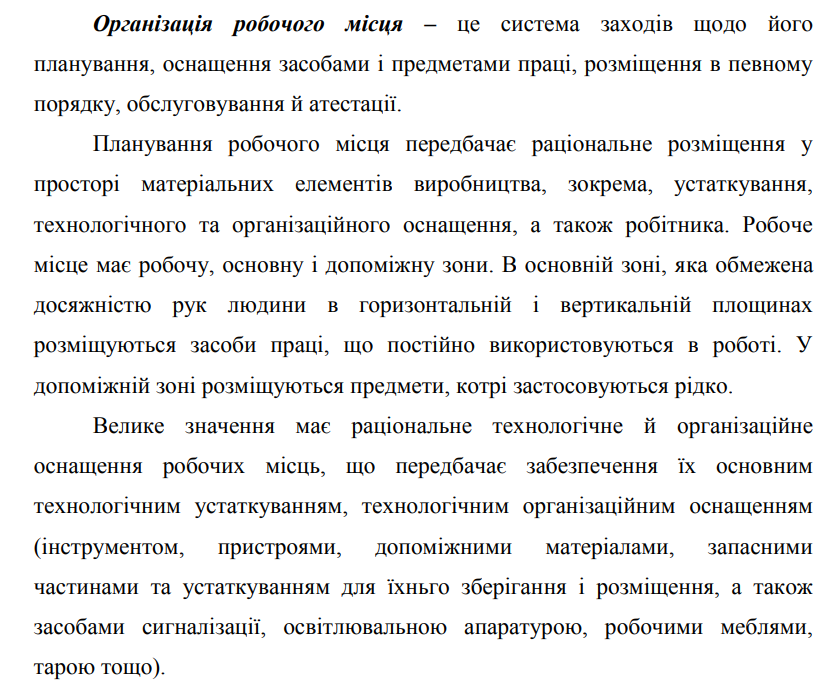 Організація робочого місця – це система заходів щодо його
планування, оснащення засобами і предметами праці, розміщення в певному
порядку, обслуговування й атестації.
Планування робочого місця передбачає раціональне розміщення у
просторі матеріальних елементів виробництва, зокрема, устаткування,
технологічного та організаційного оснащення, а також робітника. Робоче
місце має робочу, основну і допоміжну зони. В основній зоні, яка обмежена
досяжністю рук людини в горизонтальній і вертикальній площинах
розміщуються засоби праці, що постійно використовуються в роботі. У
допоміжній зоні розміщуються предмети, котрі застосовуються рідко.
Велике значення має раціональне технологічне й організаційне
оснащення робочих місць, що передбачає забезпечення їх основним
технологічним устаткуванням, технологічним організаційним оснащенням
(інструментом, пристроями, допоміжними матеріалами, запасними
частинами та устаткуванням для їхнього зберігання і розміщення, а також
засобами сигналізації, освітлювальною апаратурою, робочими меблями,
тарою тощо).